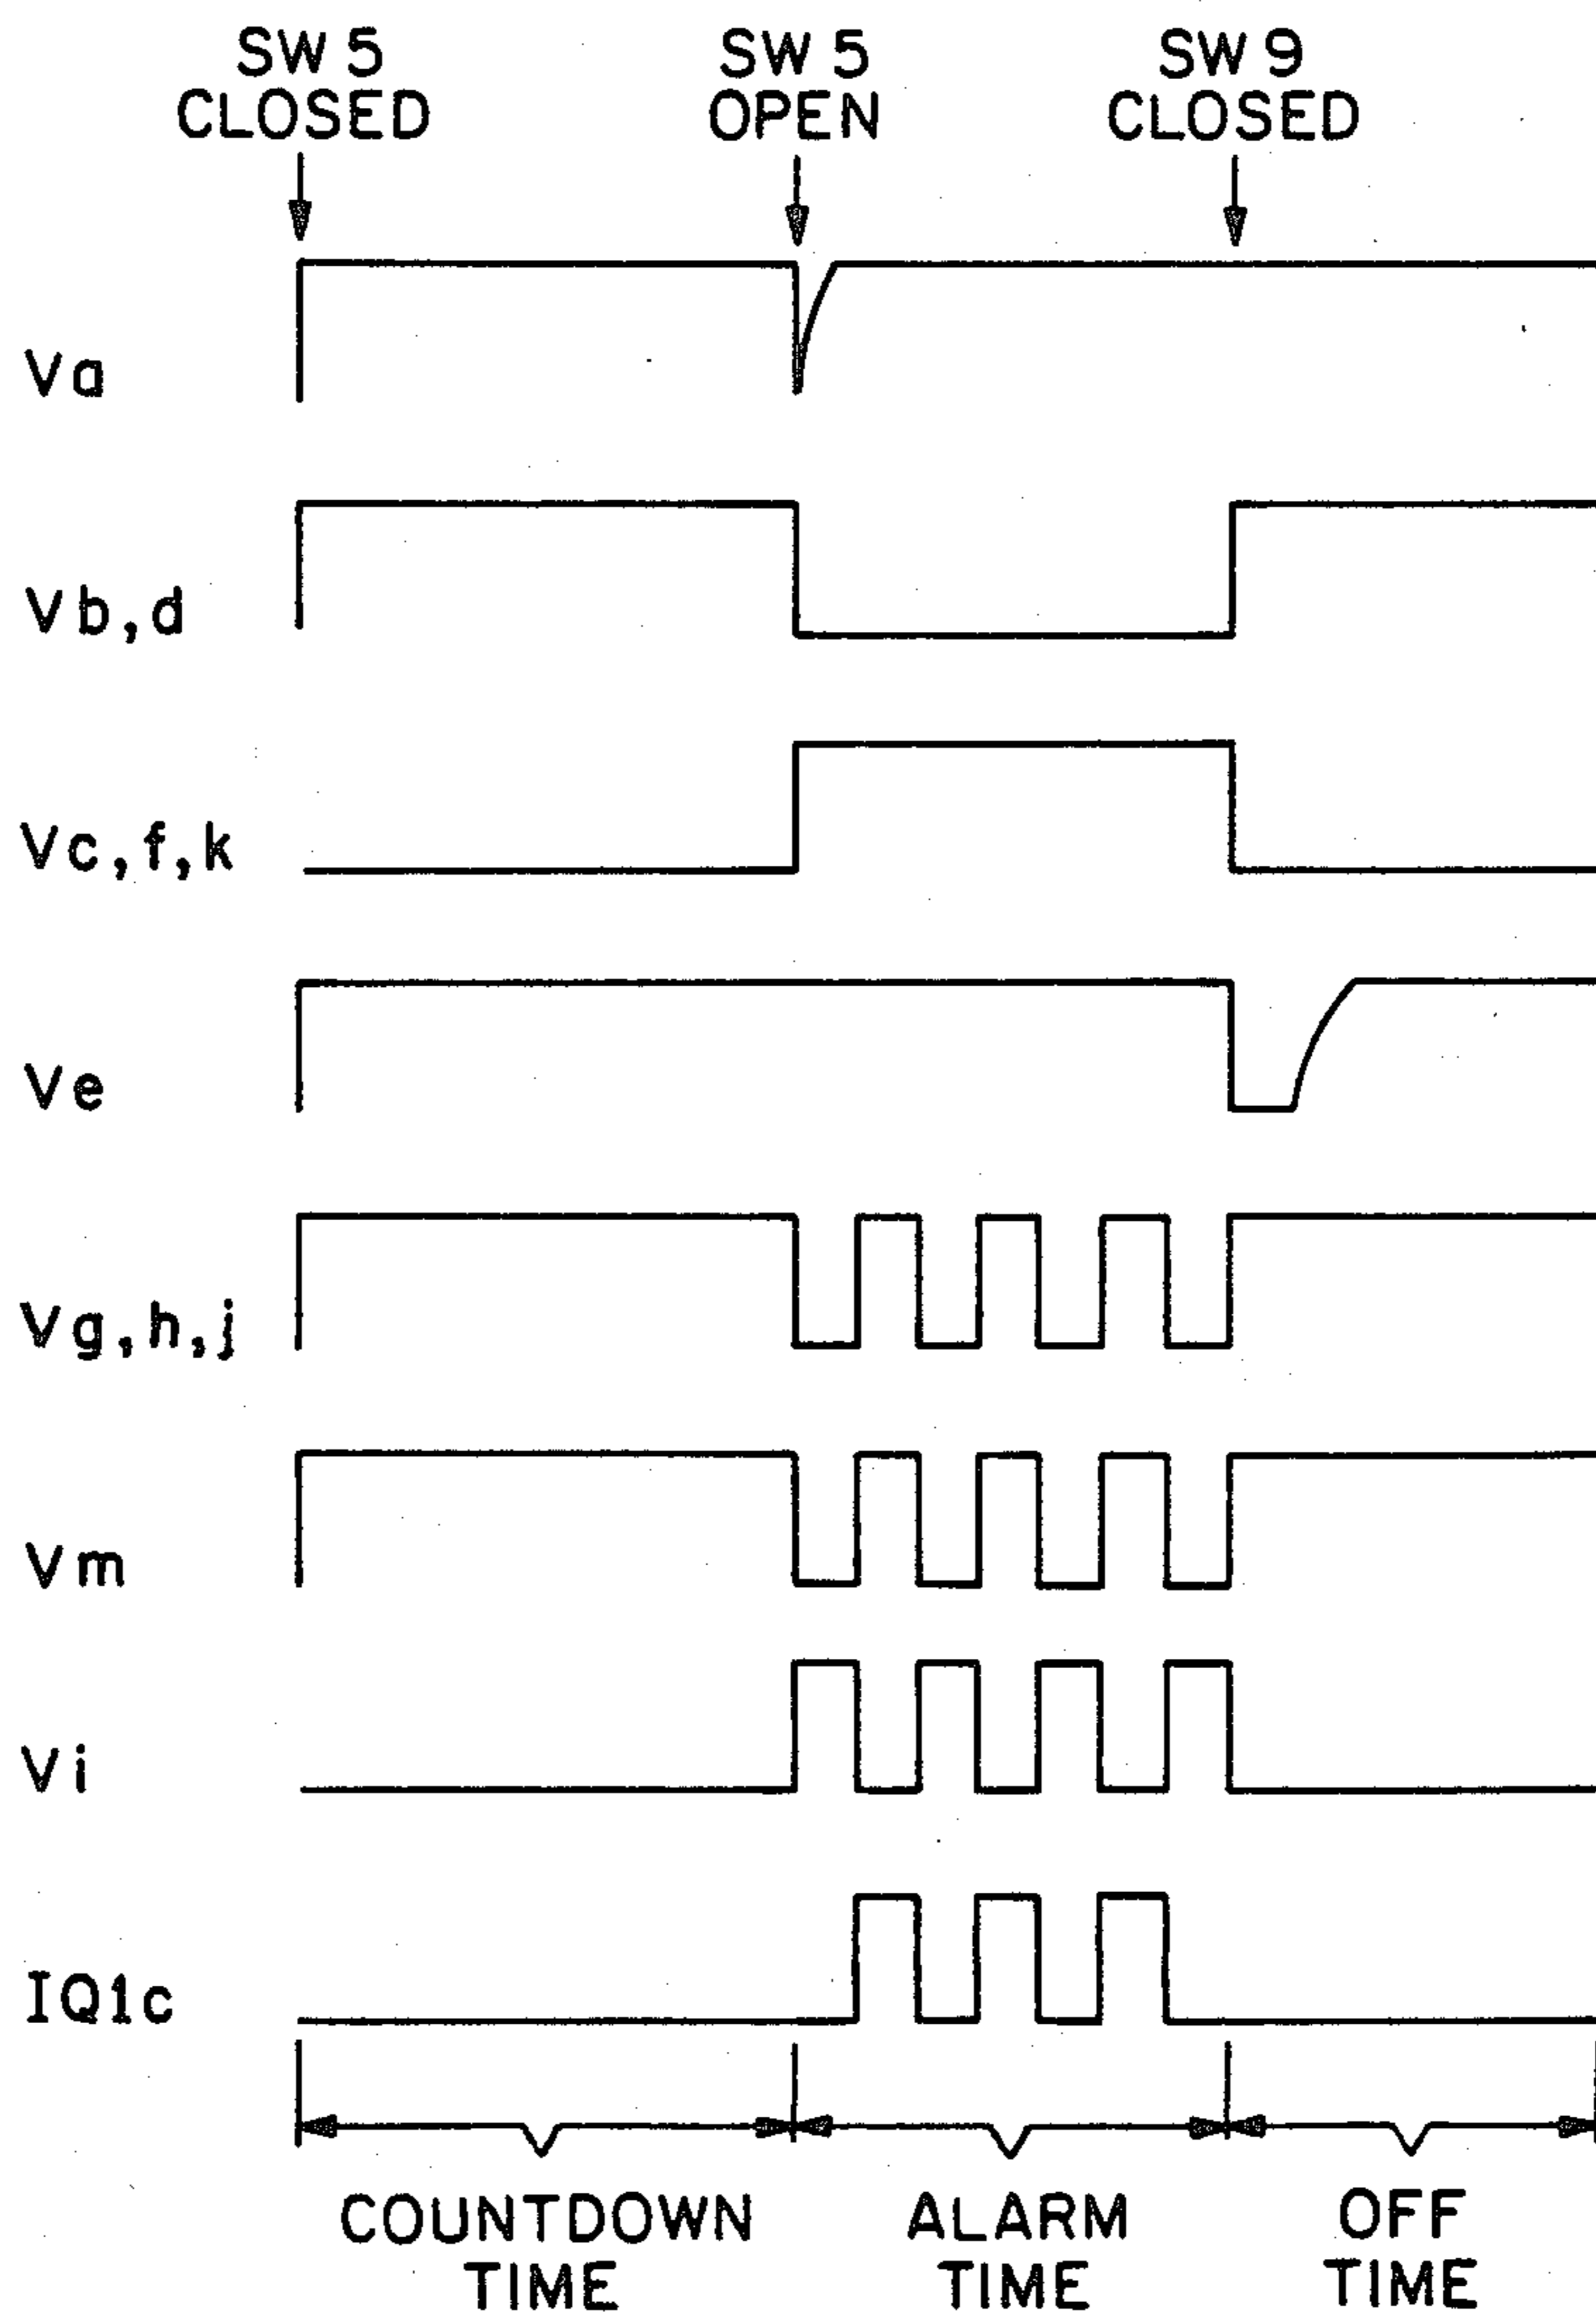 SW 5 CLOSED
SW 5 OPEN
SW 9 CLOSED
Va
Vb,d
Vc,f,k
Ve
Vg,h,j
Vm
Vi
IQ1c
COUNTDOWN TIME
ALARM TIME
OFF TIME